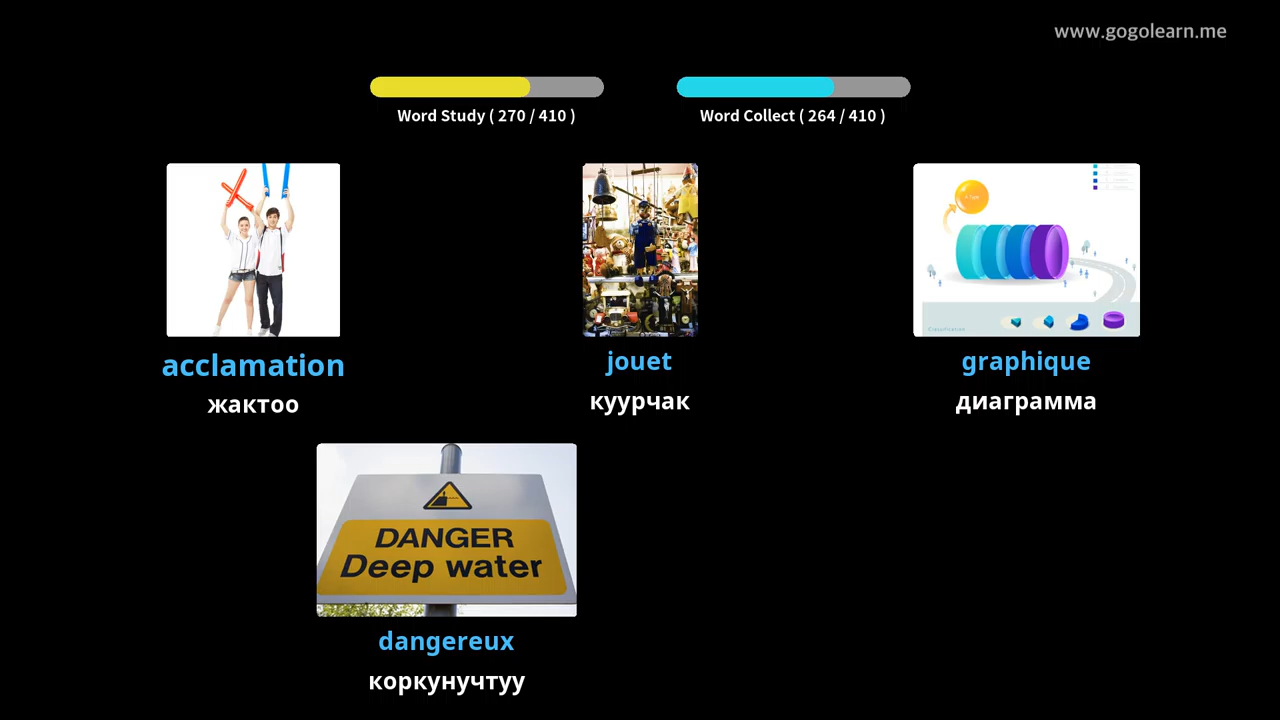 www.gogolearn.me
Word Study ( 270 / 410 )
Word Collect ( 264 / 410 )
acclamation
жактоо
jouet
куурчак
graphique
диаграмма
DANGER
Deep water
dangereux
коркунучтуу